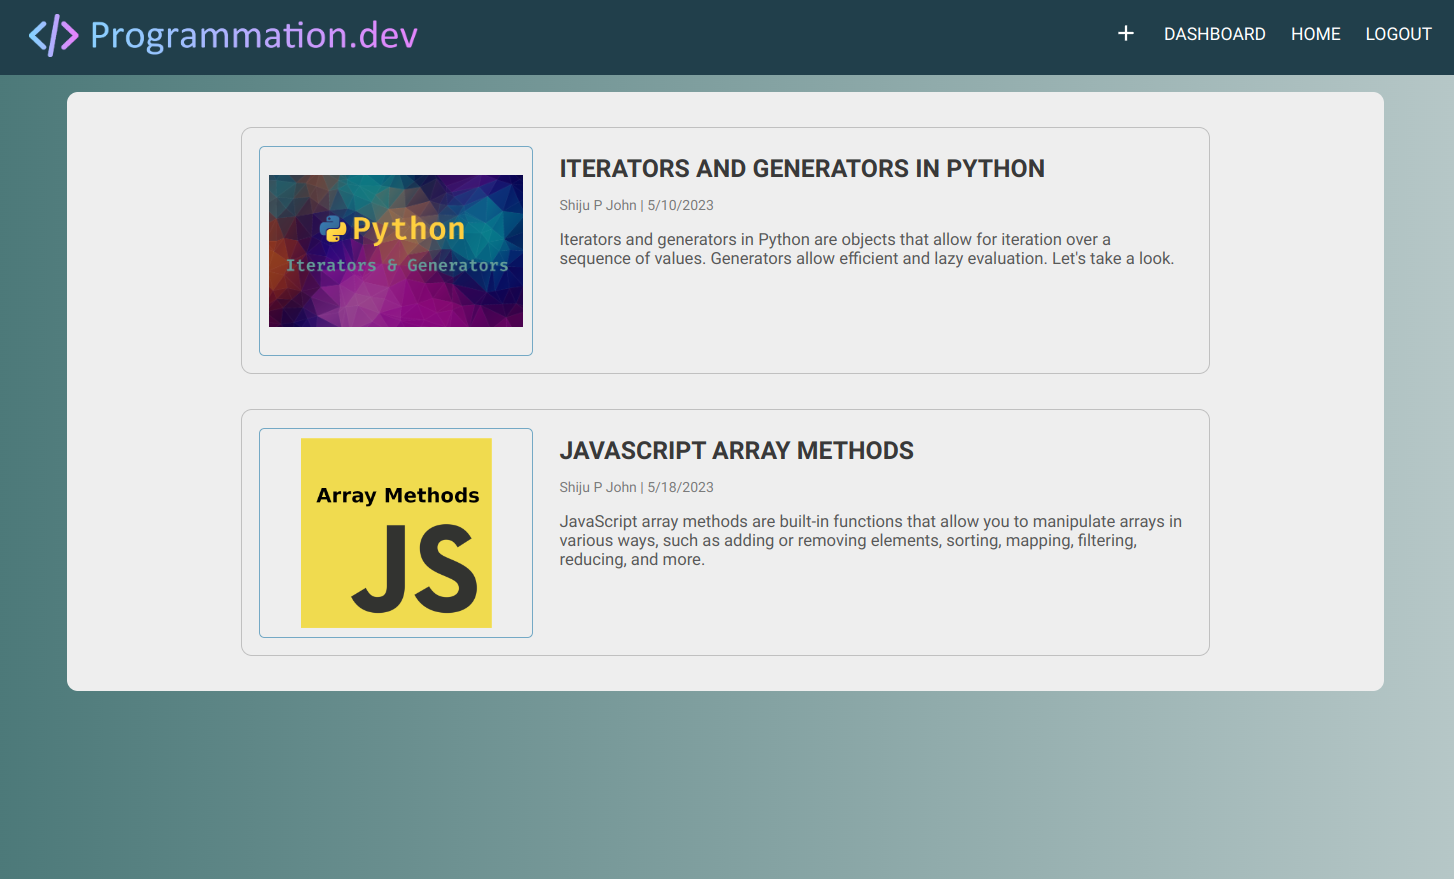 </> Programmation.dev
+ DASHBOARD HOME LOGOUT
Python
Iterators & Generators
ITERATORS AND GENERATORS IN PYTHON
Shiju P John | 5/10/2023
Iterators and generators in Python are objects that allow for iteration over a
sequence of values. Generators allow efficient and lazy evaluation. Let's take a look.
Array Methods
JS
JAVASCRIPT ARRAY METHODS
Shiju P John | 5/18/2023
JavaScript array methods are built-in functions that allow you to manipulate arrays in
various ways, such as adding or removing elements, sorting, mapping, filtering,
reducing, and more.